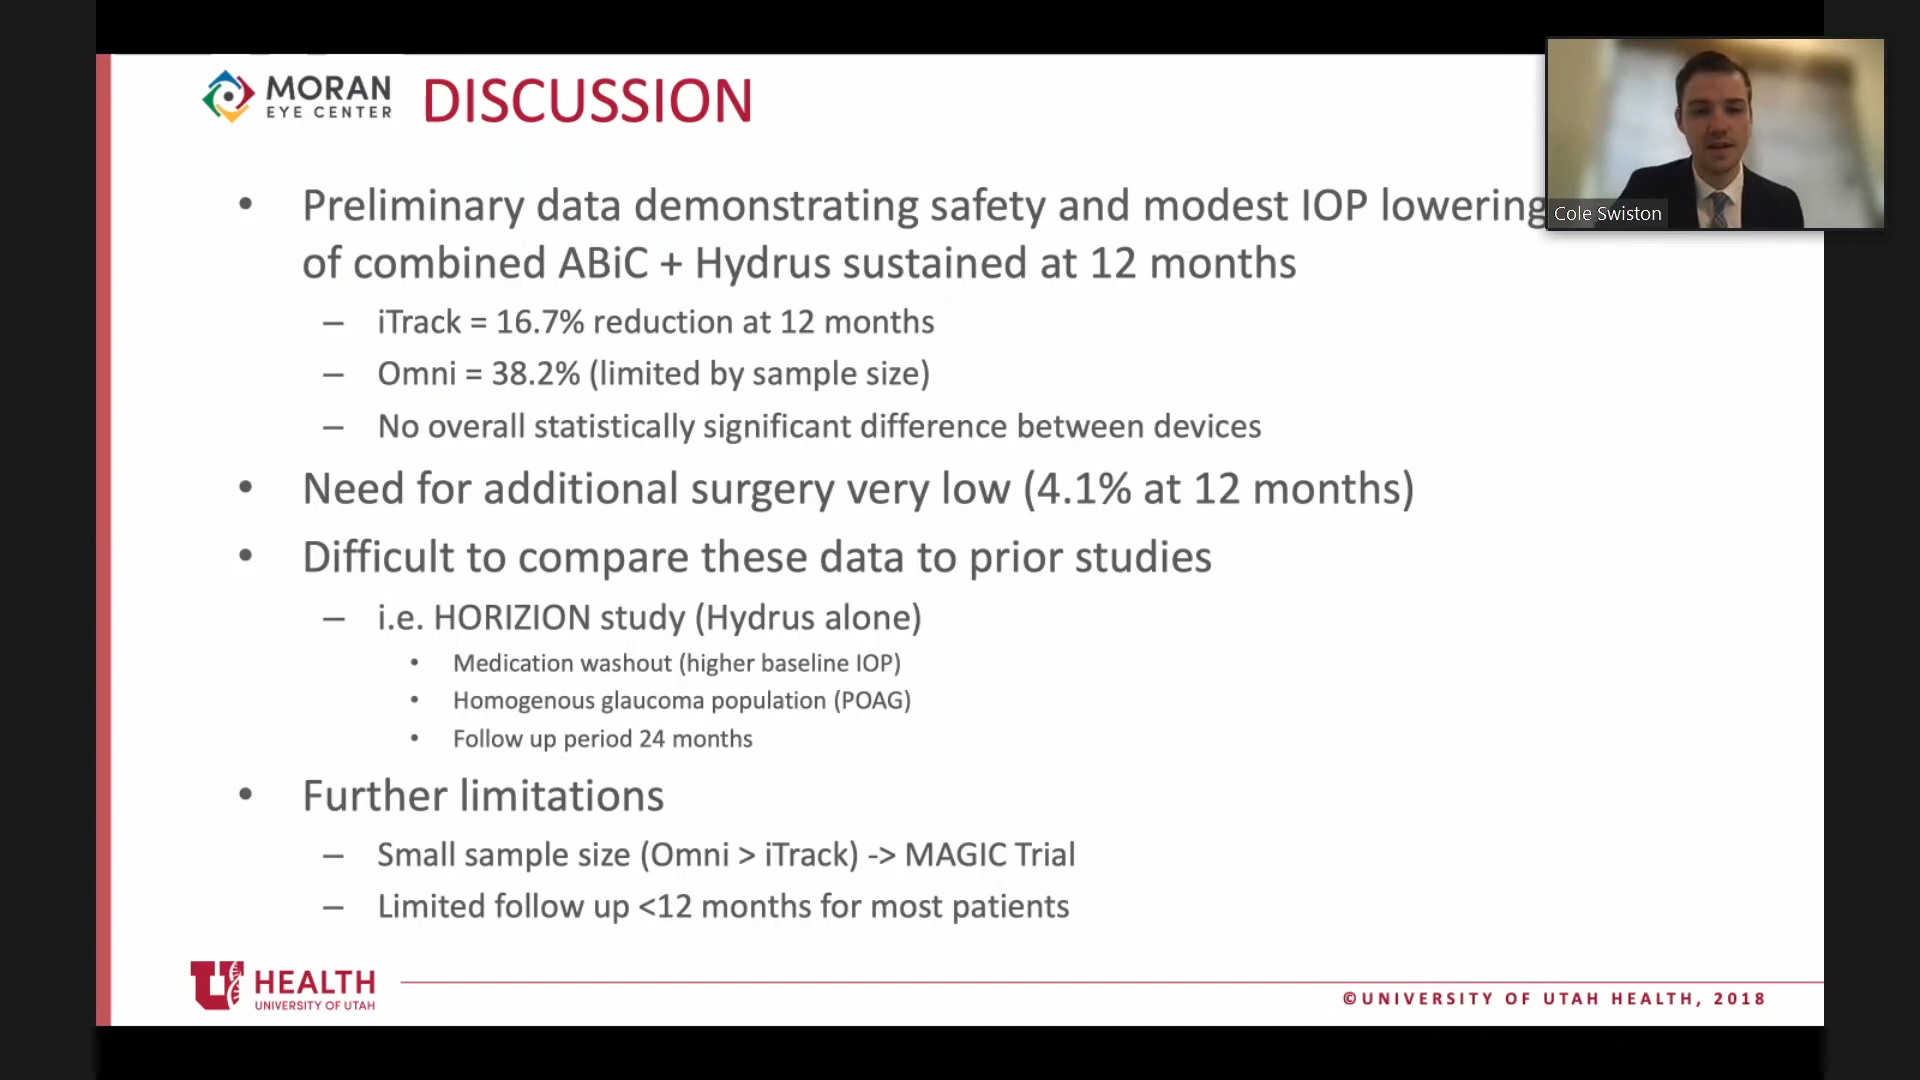 MORAN
EYE CENTER
DISCUSSION
Cole Swiston
• Preliminary data demonstrating safety and modest IOP lowering
of combined ABiC + Hydrus sustained at 12 months
– iTrack = 16.7% reduction at 12 months
– Omni = 38.2% (limited by sample size)
– No overall statistically significant difference between devices
• Need for additional surgery very low (4.1% at 12 months)
• Difficult to compare these data to prior studies
– i.e. HORIZION study (Hydrus alone)
• Medication washout (higher baseline IOP)
• Homogenous glaucoma population (POAG)
• Follow up period 24 months
• Further limitations
– Small sample size (Omni > iTrack) -> MAGIC Trial
– Limited follow up <12 months for most patients
U HEALTH
UNIVERSITY OF UTAH
©UNIVERSITY OF UTAH HEALTH, 2018